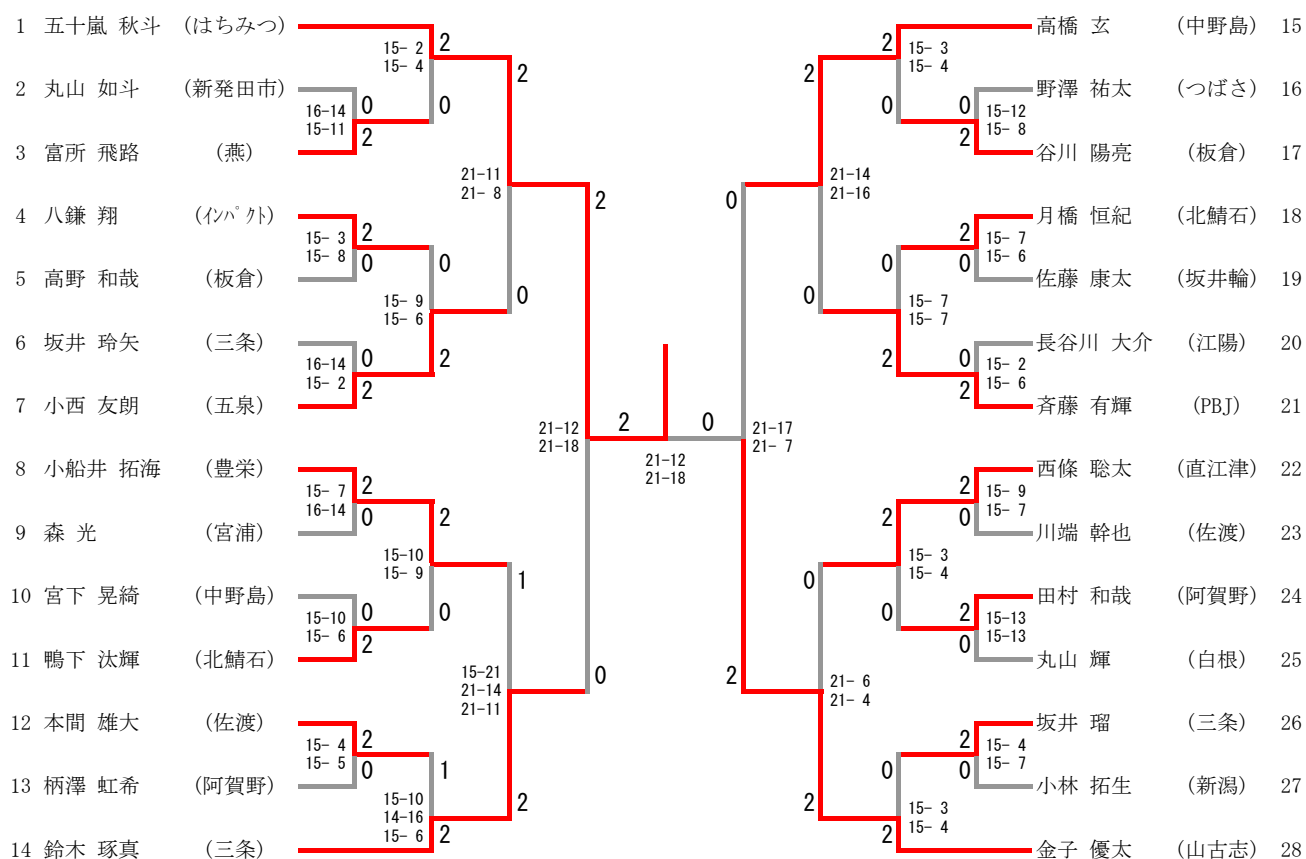 1 五十嵐 秋斗 (はちみつ)
2 丸山 如斗 (新発田市)
3 富所 飛路 (燕)
4 八鎌 翔 (インパクト)
5 高野 和哉 (板倉)
6 坂井 玲矢 (三条)
7 小西 友朗 (五泉)
8 小船井 拓海 (豊栄)
9 森 光 (宮浦)
10 宮下 晃綺 (中野島)
11 鴨下 汰輝 (北鯖石)
12 本間 雄大 (佐渡)
13 柄澤 虹希 (阿賀野)
14 鈴木 琢真 (三条)
15- 2 2
15- 4
16-14 0 0
15-11 2
15- 3 2
15- 8 0
16-14 0
15- 2 2
0
15- 9
15- 6
2
2
21-11
21- 8
0
15- 7 2
16-14 0
15-10 0
15- 6 2
2
15-10
15- 9
0
15- 4 2
15- 5 0
1
15-10
14-16
15- 6 2
1
15-21
21-14
21-11
2
2
21-12
21-18
0
2 0
21-12
21-18
0
21-17
21- 7
2
2
21-14
21-16
0
0
21- 6
21- 4
2
2 15- 3
15- 4
0 0 15-12
2 15- 8
2 15- 7
0 15- 6
0
15- 7
15- 7
2
0 15- 2
2 15- 6
2 15- 9
0 15- 7
2
15- 3
15- 4
0
2 15-13
0 15-13
2 15- 4
0 15- 7
0
15- 3
15- 4
2
高橋 玄 (中野島) 15
野澤 祐太 (つばさ) 16
谷川 陽亮 (板倉) 17
月橋 恒紀 (北鯖石) 18
佐藤 康太 (坂井輪) 19
長谷川 大介 (江陽) 20
斉藤 有輝 (PBJ) 21
西條 聡太 (直江津) 22
川端 幹也 (佐渡) 23
田村 和哉 (阿賀野) 24
丸山 輝 (白根) 25
坂井 瑠 (三条) 26
小林 拓生 (新潟) 27
金子 優太 (山古志) 28